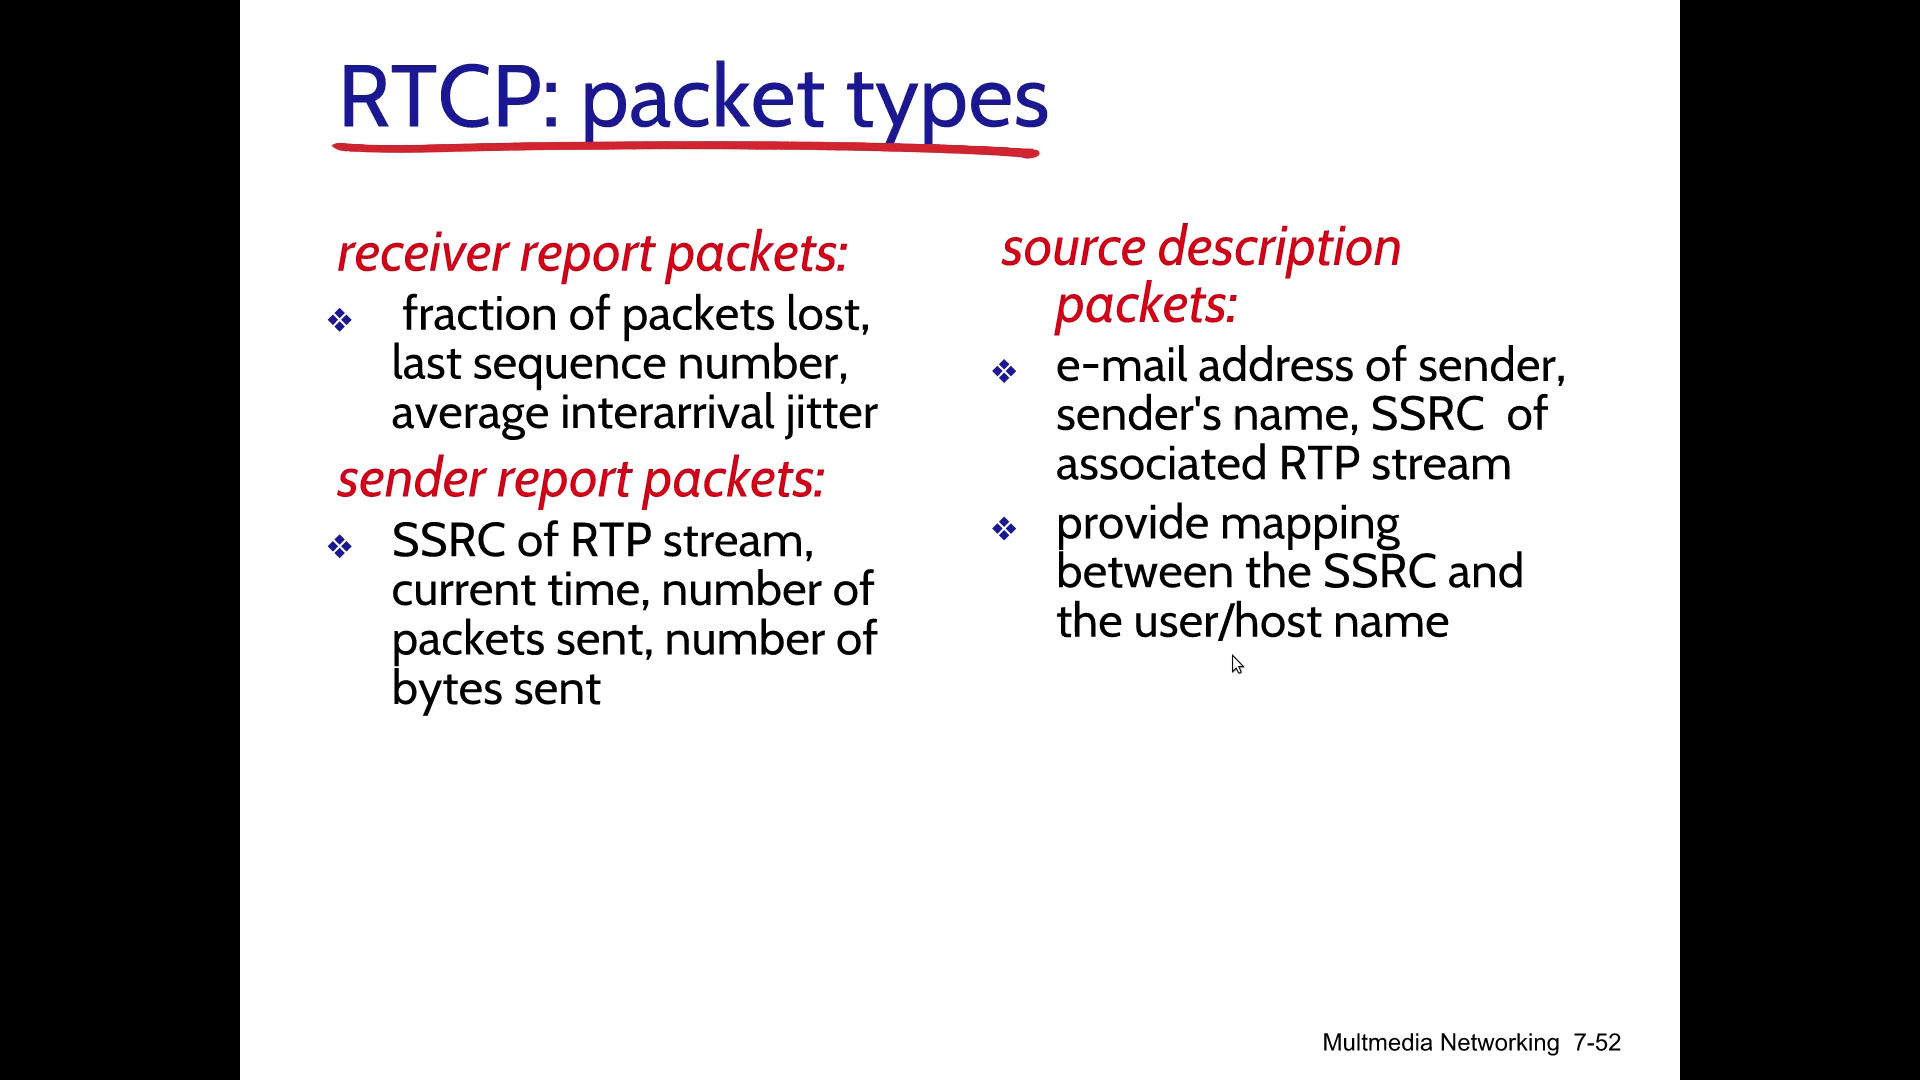 RTCP: packet types
receiver report packets:
❖ fraction of packets lost,
last sequence number,
average interarrival jitter
sender report packets:
❖ SSRC of RTP stream,
current time, number of
packets sent, number of
bytes sent
source description
packets:
❖ e-mail address of sender,
sender's name, SSRC of
associated RTP stream
❖ provide mapping
between the SSRC and
the user/host name
Multmedia Networking 7-52